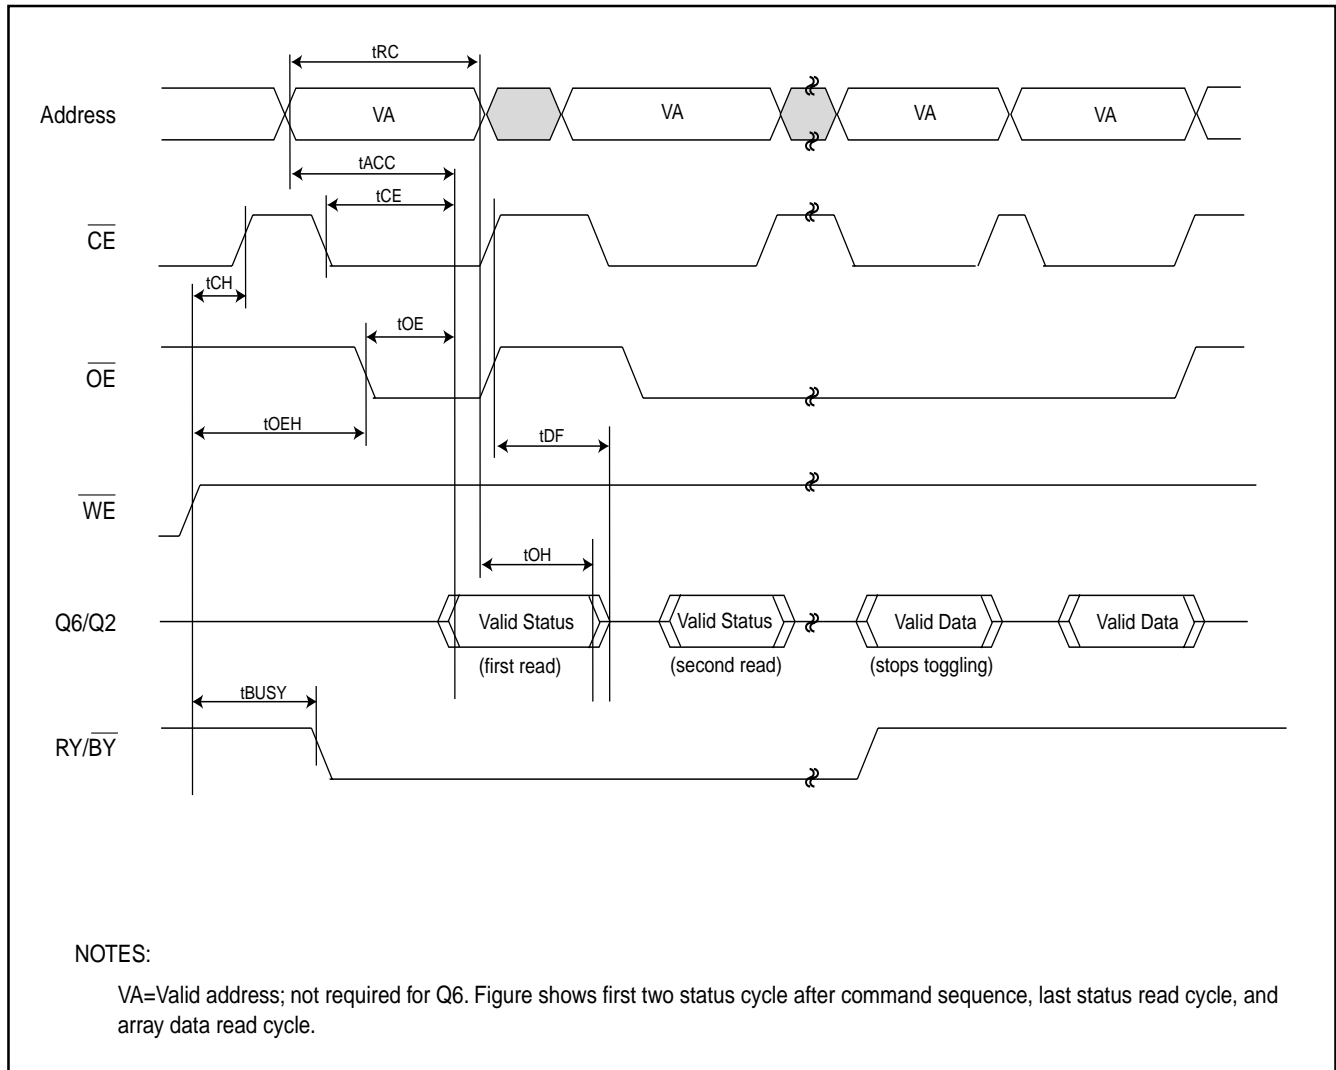 tRC
Address
VA
VA
VA
VA
tACC
tCE
CE
tCH
tOE
OE
tOEH
tDF
WE
tOH
Q6/Q2
Valid Status
Valid Status
Valid Data
Valid Data
(first read)
(second read)
(stops toggling)
tBUSY
RY/BY
NOTES:
VA=Valid address; not required for Q6. Figure shows first two status cycle after command sequence, last status read cycle, and
array data read cycle.